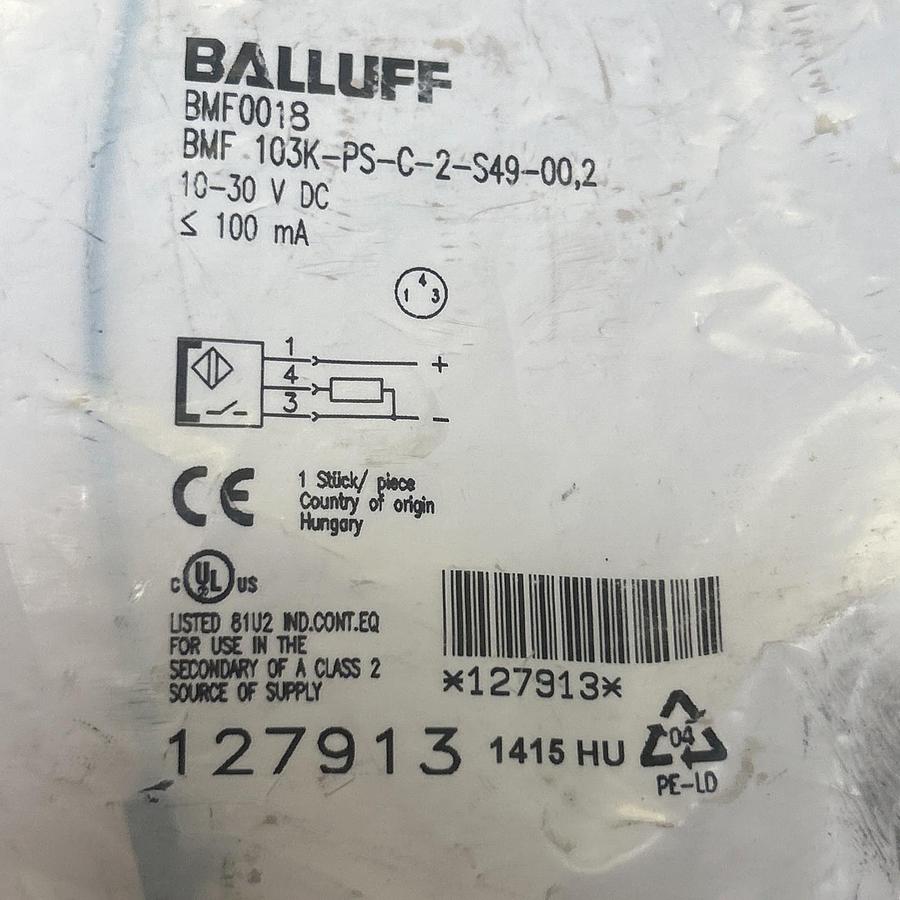 BALLUFF
BMF0018
BMF 103K-PS-C-2-S49-00,2
10-30 V DC
≤ 100 mA
4
1 3
1 +
4
3 -
CE 1 Stück/ piece
Country of origin
Hungary
c UL US
LISTED 81U2 IND.CONT.EQ
FOR USE IN THE
SECONDARY OF A CLASS 2
SOURCE OF SUPPLY
*127913*
127913 1415 HU 04
PE-LD